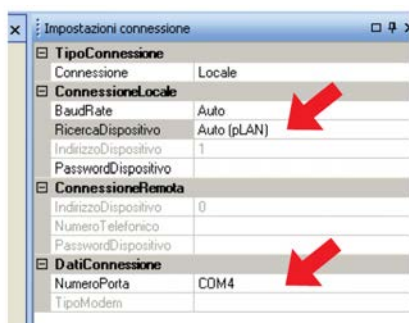 Impostazioni connessione
TipoConnessione
Connessione Locale
ConnessioneLocale
BaudRate Auto
RicercaDispositivo Auto (pLAN)
IndirizzoDispositivo 1
PasswordDispositivo
ConnessioneRemota
IndirizzoDispositivo 0
NumeroTelefonico
PasswordDispositivo
DatiConnessione
NumeroPorta COM4
TipoModem